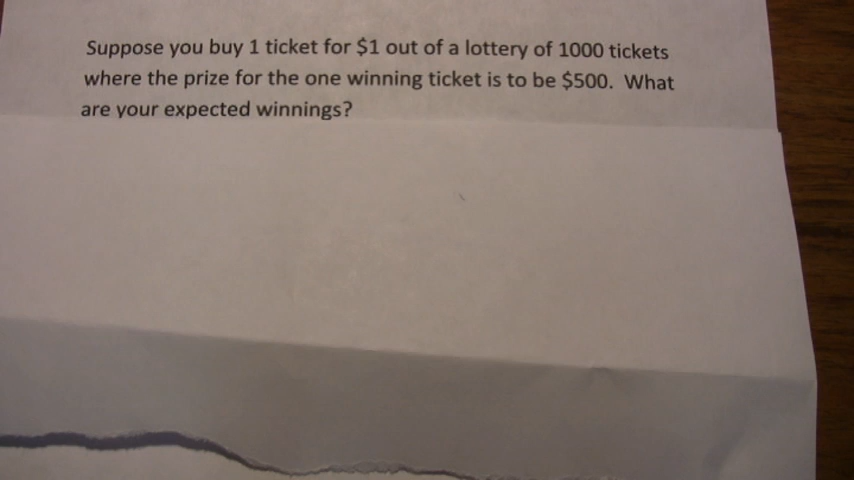 Suppose you buy 1 ticket for $1 out of a lottery of 1000 tickets
where the prize for the one winning ticket is to be $500.  What
are your expected winnings?